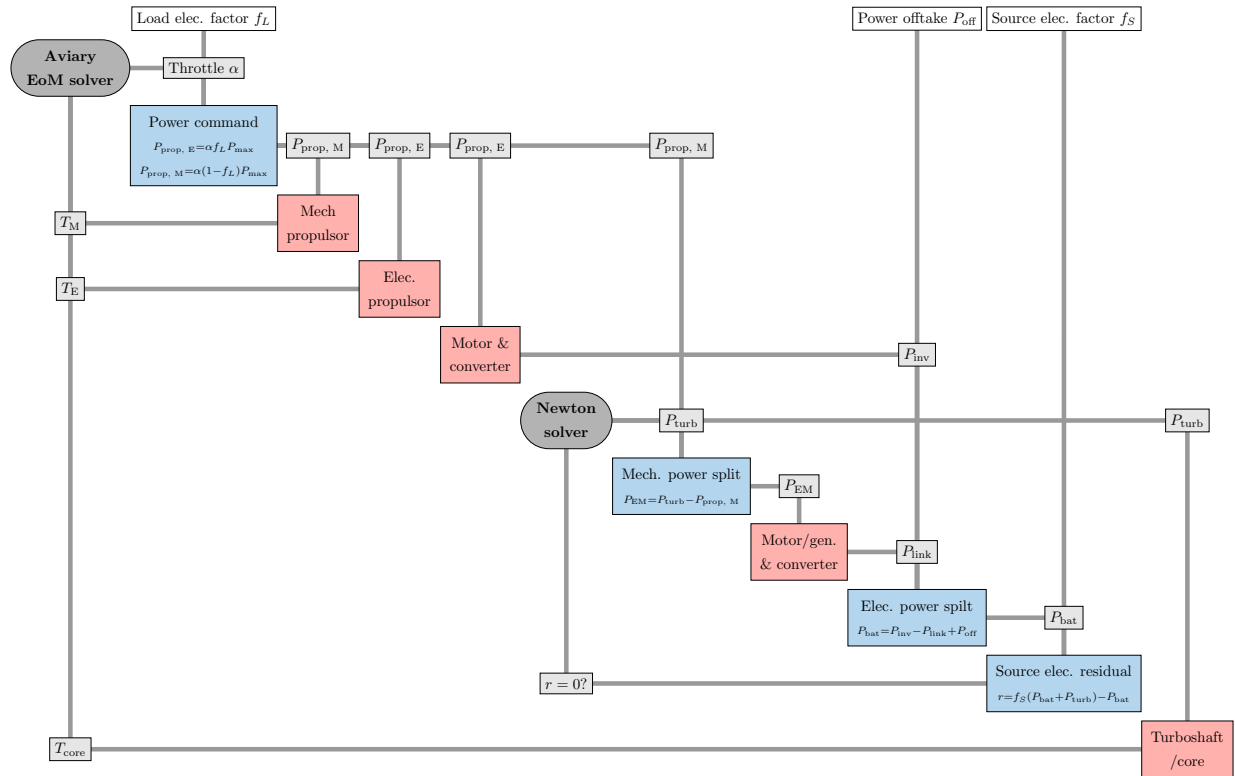 Load elec. factor f_L
Power offtake P_off
Source elec. factor f_S
Aviary
EoM solver
Throttle α
Power command
P_prop, E=αf_L P_max
P_prop, M=α(1−f_L)P_max
P_prop, M
P_prop, E
P_prop, E
P_prop, M
T_M
Mech
propulsor
T_E
Elec.
propulsor
Motor &
converter
P_inv
Newton
solver
P_turb
P_turb
Mech. power split
P_EM=P_turb−P_prop, M
P_EM
Motor/gen.
& converter
P_link
Elec. power spilt
P_bat=P_inv−P_link+P_off
P_bat
Source elec. residual
r=f_S(P_bat+P_turb)−P_bat
r = 0?
T_core
Turboshaft
/core